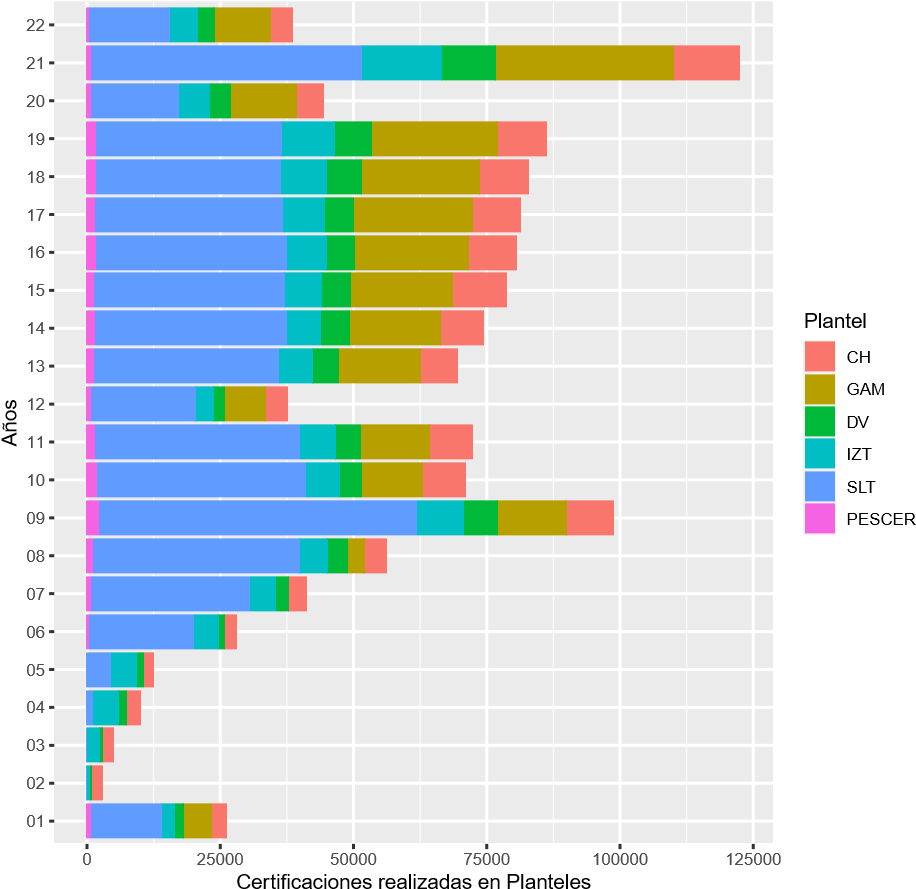 22
21
20
19
18
17
16
15
14
13
12
11
10
09
08
07
06
05
04
03
02
01
Años
0 25000 50000 75000 100000 125000
Certificaciones realizadas en Planteles
Plantel
CH
GAM
DV
IZT
SLT
PESCER